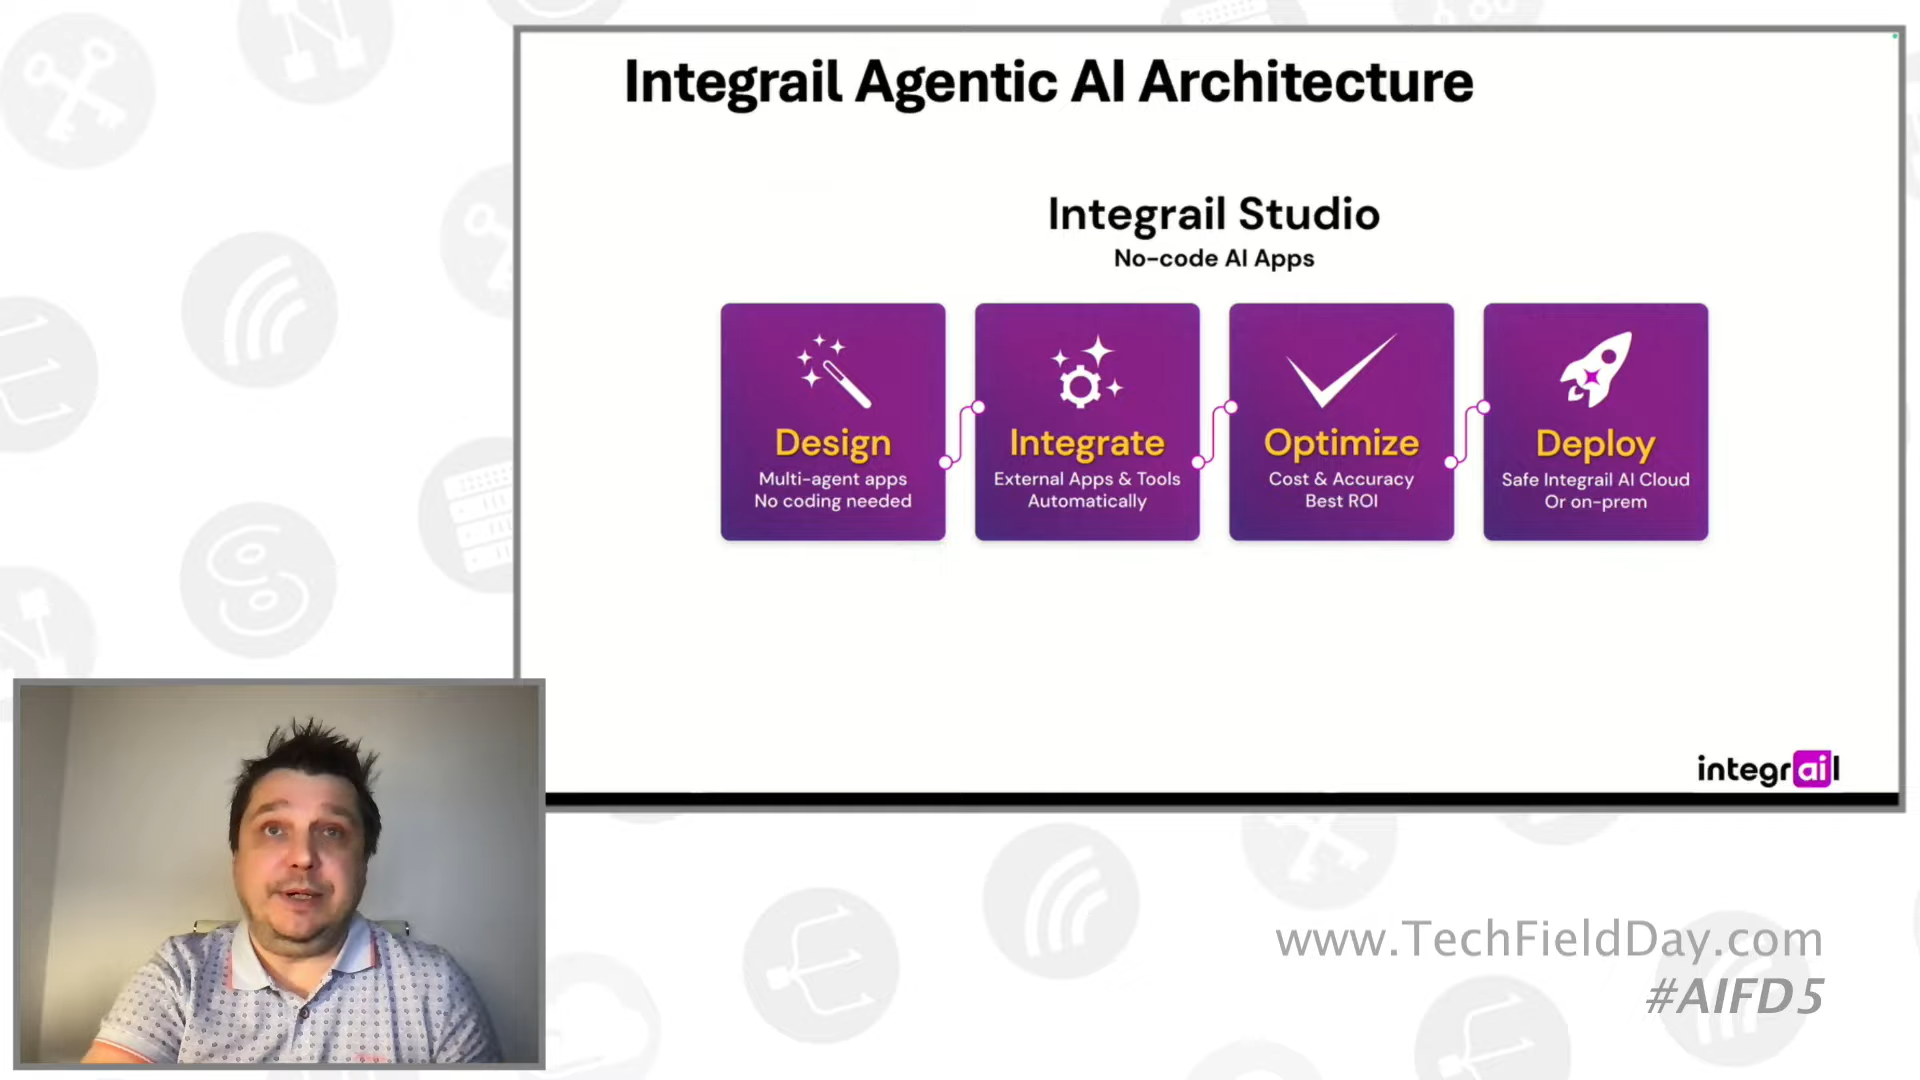 Integrail Agentic AI Architecture
Integrail Studio
No-code AI Apps
Design
Multi-agent apps
No coding needed
Integrate
External Apps & Tools
Automatically
Optimize
Cost & Accuracy
Best ROI
Deploy
Safe Integrail AI Cloud
Or on-prem
integrail
www.TechFieldDay.com
#AIFD5